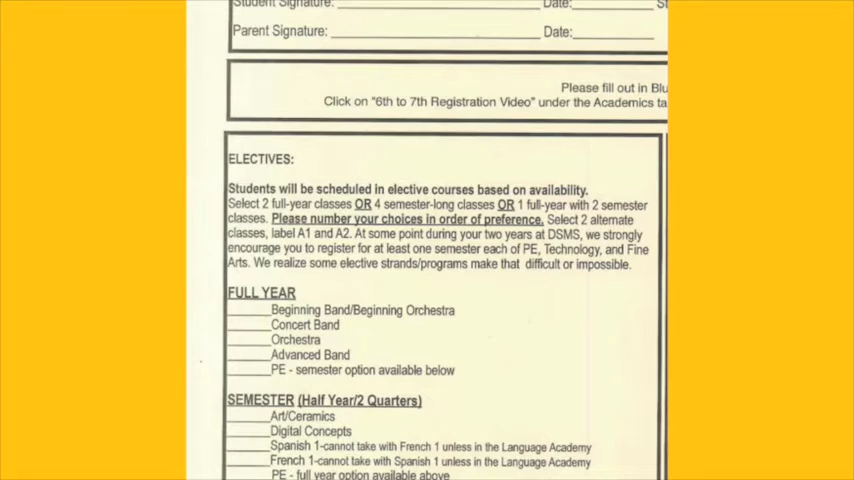 Student Signature: Date:
Parent Signature: Date:
Please fill out in
Click on "6th to 7th Registration Video" under the Academics
ELECTIVES:
Students will be scheduled in elective courses based on availability.
Select 2 full-year classes OR 4 semester-long classes OR 1 full-year with 2 semester
classes. Please number your choices in order of preference. Select 2 alternate
classes, label A1 and A2. At some point during your two years at DSMS, we strongly
encourage you to register for at least one semester each of PE, Technology, and Fine
Arts. We realize some elective strands/programs make that difficult or impossible.
FULL YEAR
Beginning Band/Beginning Orchestra
Concert Band
Orchestra
Advanced Band
PE - semester option available below
SEMESTER (Half Year/2 Quarters)
Art/Ceramics
Digital Concepts
Spanish 1-cannot take with French 1 unless in the Language Academy
French 1-cannot take with Spanish 1 unless in the Language Academy
PE - full year option available above